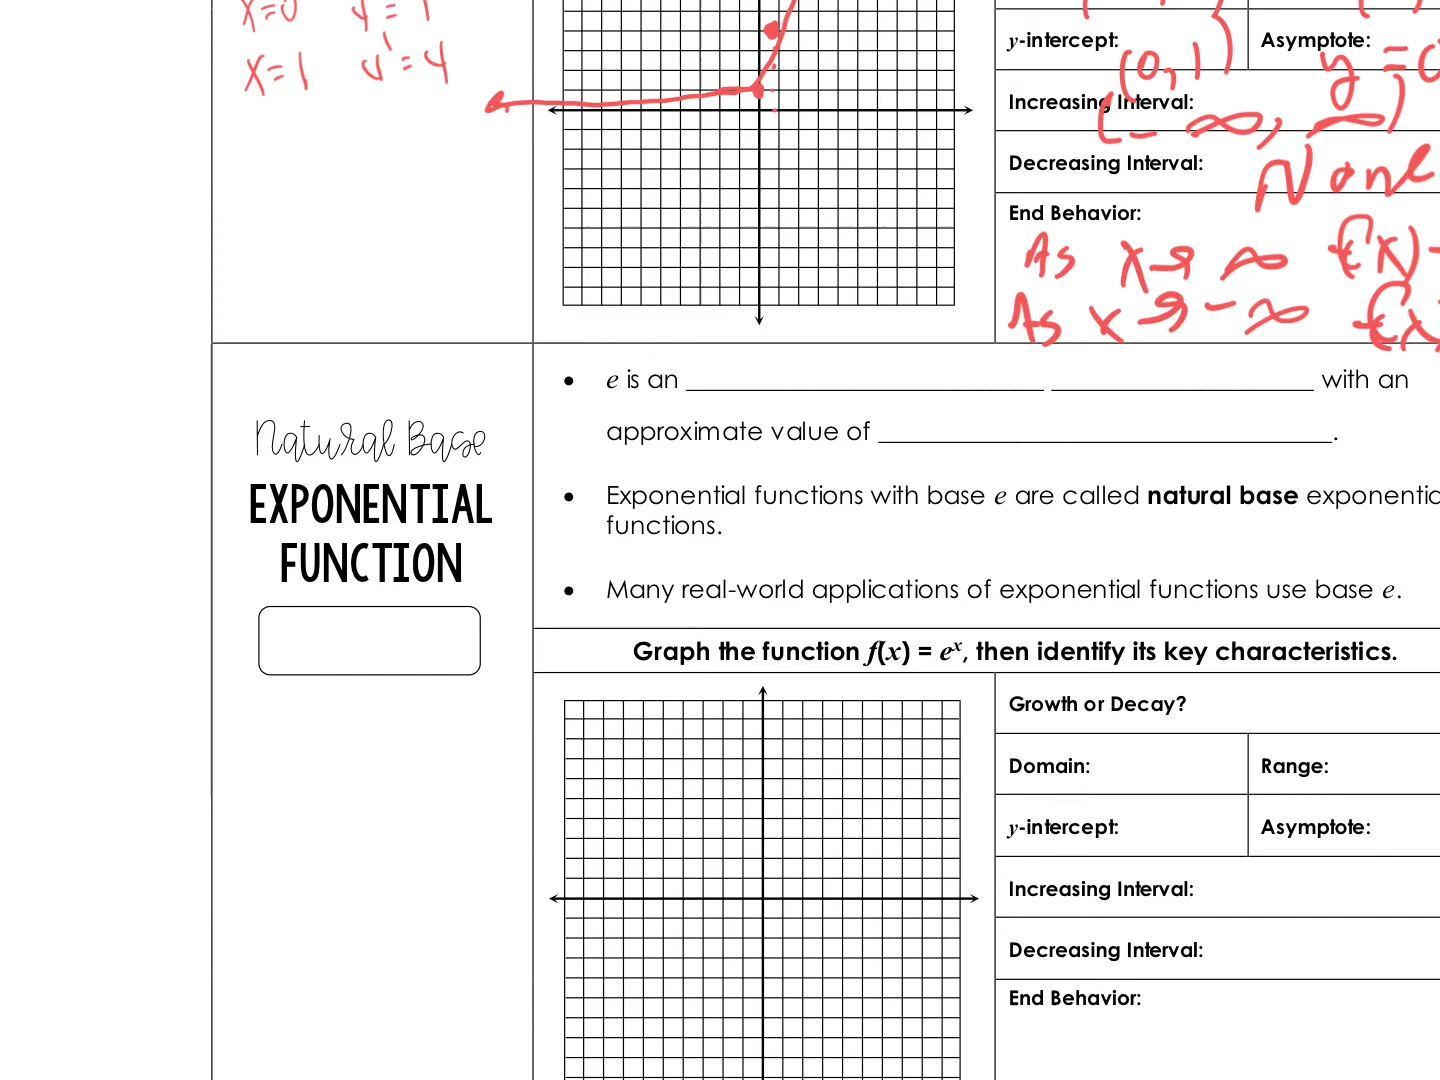 x=0 y=1
x=1 y=4
y-intercept: (0, 1)
Asymptote: y=0
Increasing Interval: (-∞, ∞)
Decreasing Interval: None
End Behavior:
As x→∞ f(x)
As x→-∞ f(x)
Natural Base
EXPONENTIAL
FUNCTION
• e is an ____________________________ ____________________ with an
approximate value of ___________________________________.
• Exponential functions with base e are called natural base
functions.
• Many real-world applications of exponential functions use base e.
Graph the function f(x) = eˣ, then identify its key characteristics.
Growth or Decay?
Domain: Range:
y-intercept: Asymptote:
Increasing Interval:
Decreasing Interval:
End Behavior: